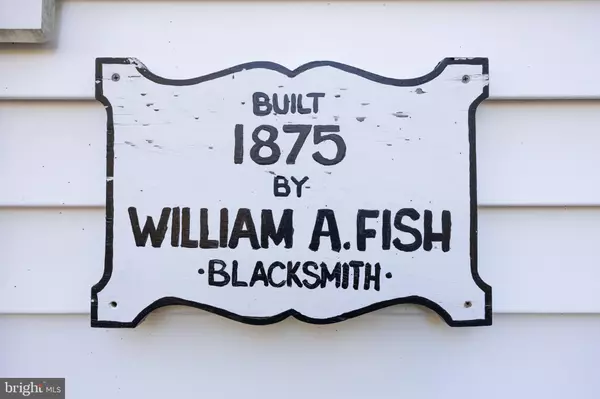 BUILT
1875
BY
WILLIAM A. FISH
·BLACKSMITH·
bright MLS